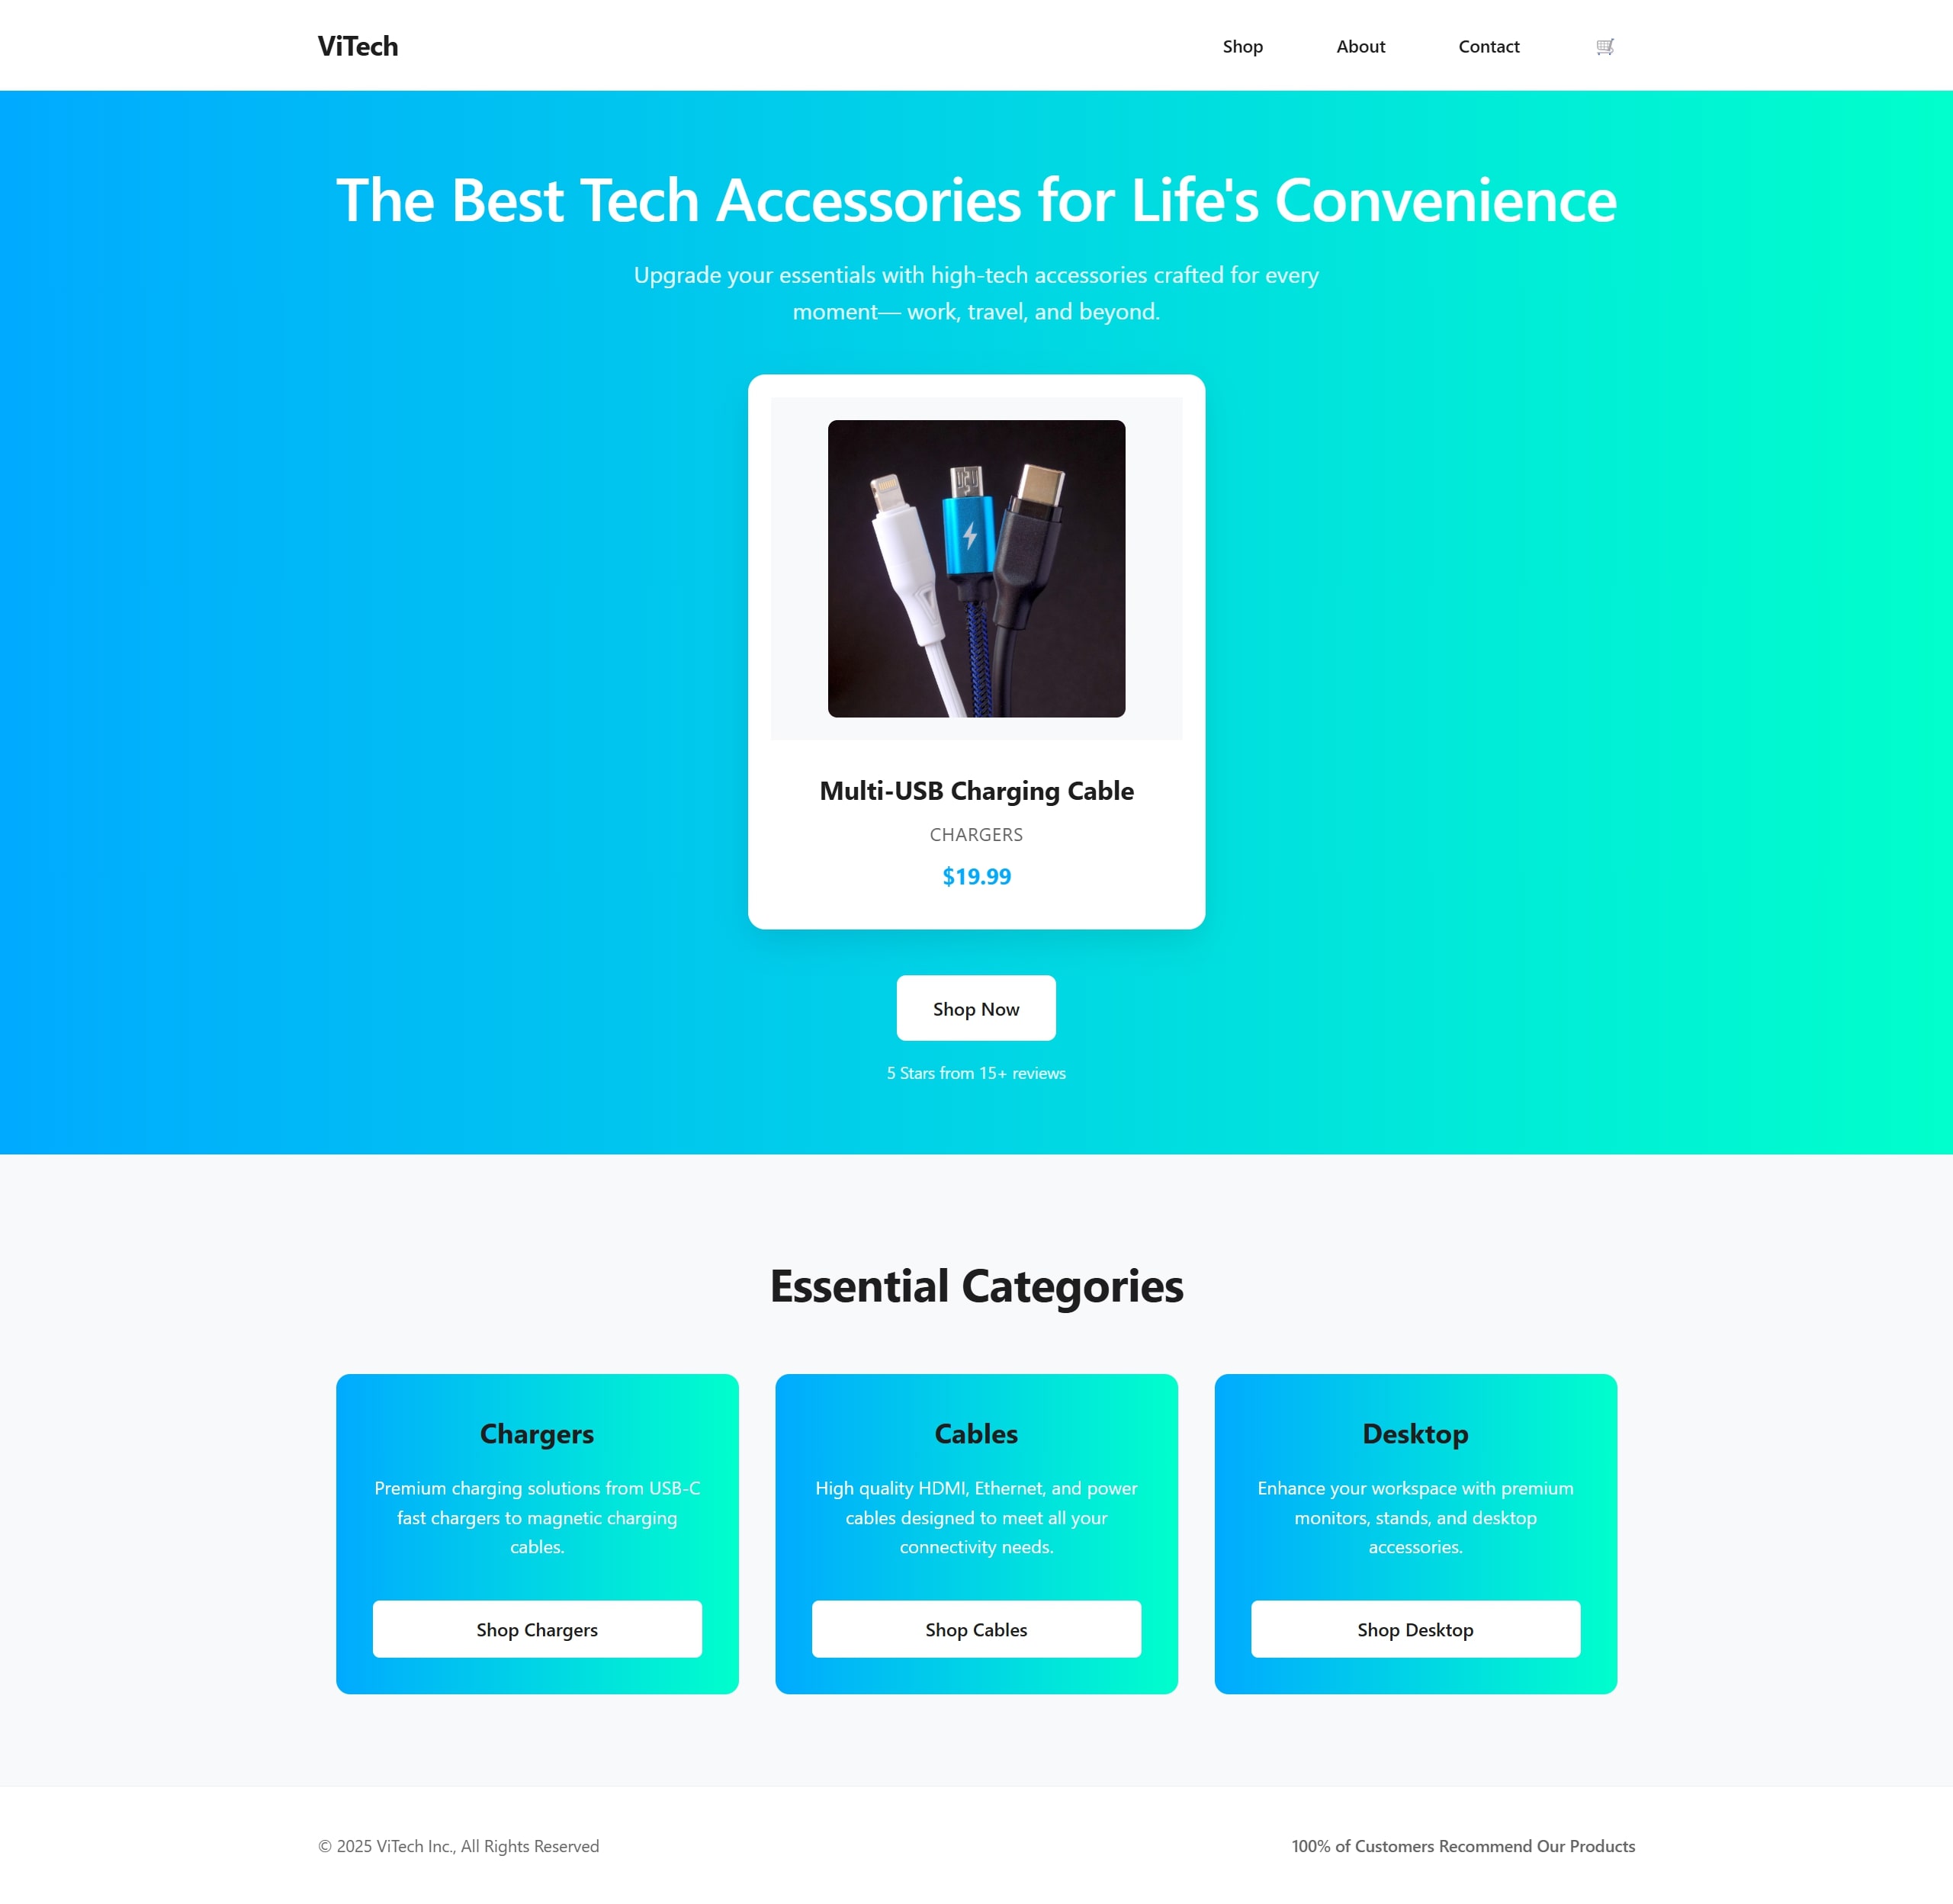 ViTech
Shop
About
Contact
The Best Tech Accessories for Life's Convenience
Upgrade your essentials with high-tech accessories crafted for every
moment— work, travel, and beyond.
Multi-USB Charging Cable
CHARGERS
$19.99
Shop Now
5 Stars from 15+ reviews
Essential Categories
Chargers
Premium charging solutions from USB-C
fast chargers to magnetic charging
cables.
Shop Chargers
Cables
High quality HDMI, Ethernet, and power
cables designed to meet all your
connectivity needs.
Shop Cables
Desktop
Enhance your workspace with premium
monitors, stands, and desktop
accessories.
Shop Desktop
© 2025 ViTech Inc., All Rights Reserved
100% of Customers Recommend Our Products